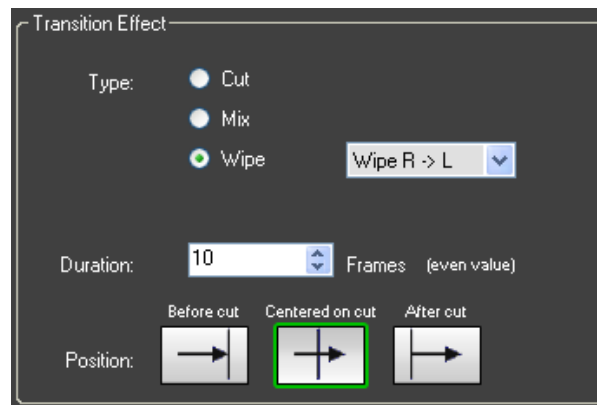 Transition Effect
Type:
Cut
Mix
Wipe
Wipe R -> L
Duration:
10
Frames
(even value)
Before cut
Centered on cut
After cut
Position: